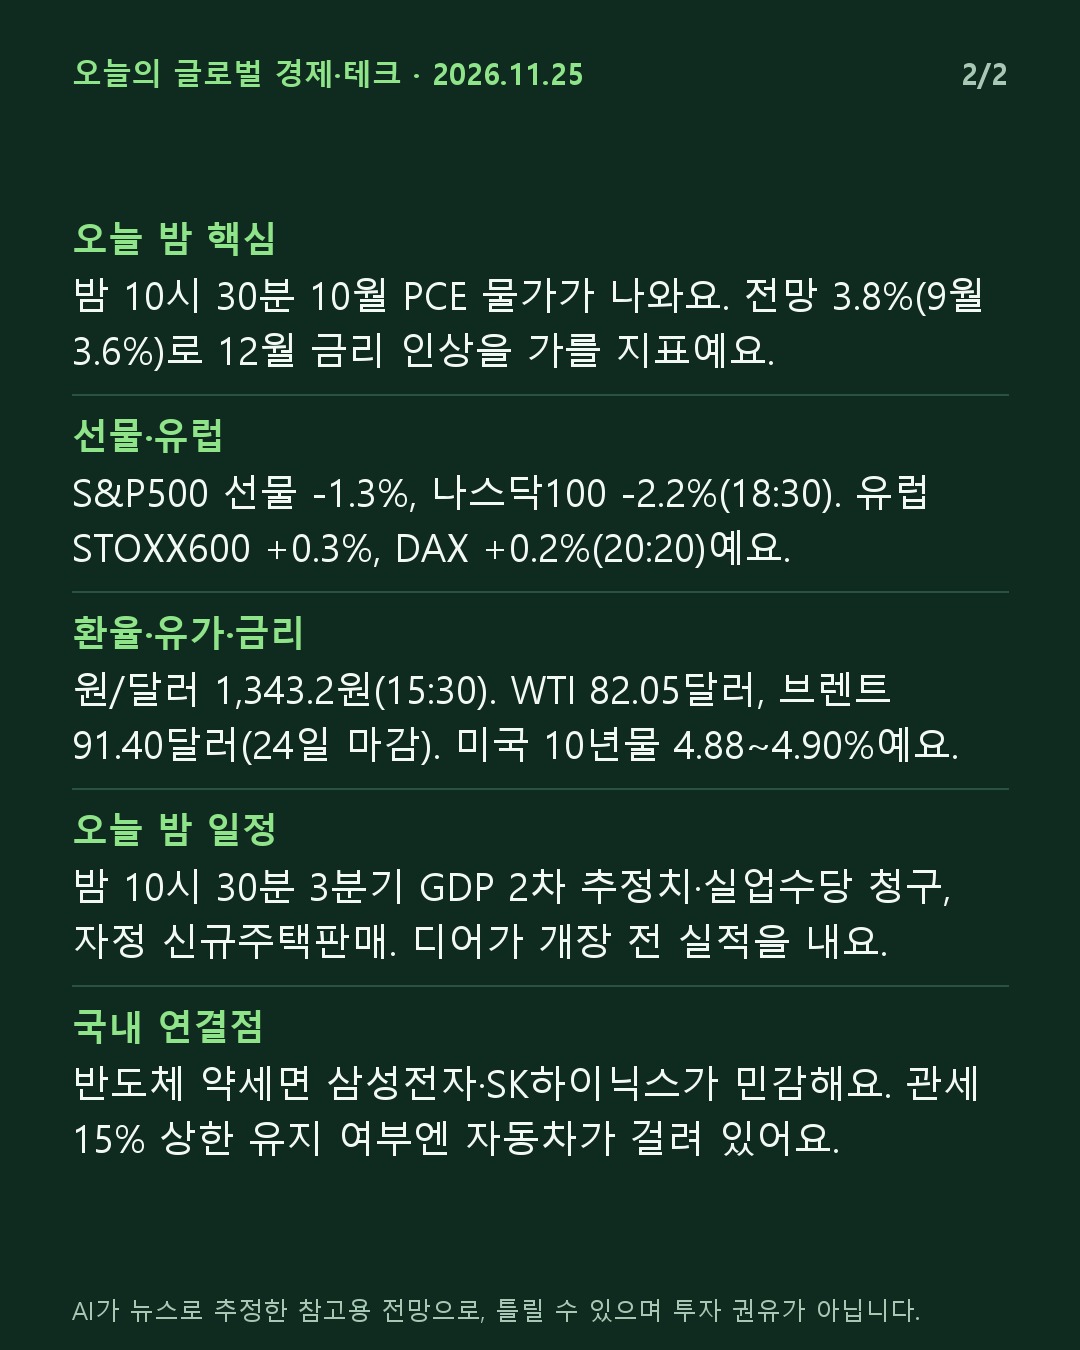 오늘의 글로벌 경제·테크 · 2026.11.25
2/2
오늘 밤 핵심
밤 10시 30분 10월 PCE 물가가 나와요. 전망 3.8%(9월
3.6%)로 12월 금리 인상을 가를 지표예요.
선물·유럽
S&P500 선물 -1.3%, 나스닥100 -2.2%(18:30). 유럽
STOXX600 +0.3%, DAX +0.2%(20:20)예요.
환율·유가·금리
원/달러 1,343.2원(15:30). WTI 82.05달러, 브렌트
91.40달러(24일 마감). 미국 10년물 4.88~4.90%예요.
오늘 밤 일정
밤 10시 30분 3분기 GDP 2차 추정치·실업수당 청구,
자정 신규주택판매. 디어가 개장 전 실적을 내요.
국내 연결점
반도체 약세면 삼성전자·SK하이닉스가 민감해요. 관세
15% 상한 유지 여부엔 자동차가 걸려 있어요.
AI가 뉴스로 추정한 참고용 전망으로, 틀릴 수 있으며 투자 권유가 아닙니다.